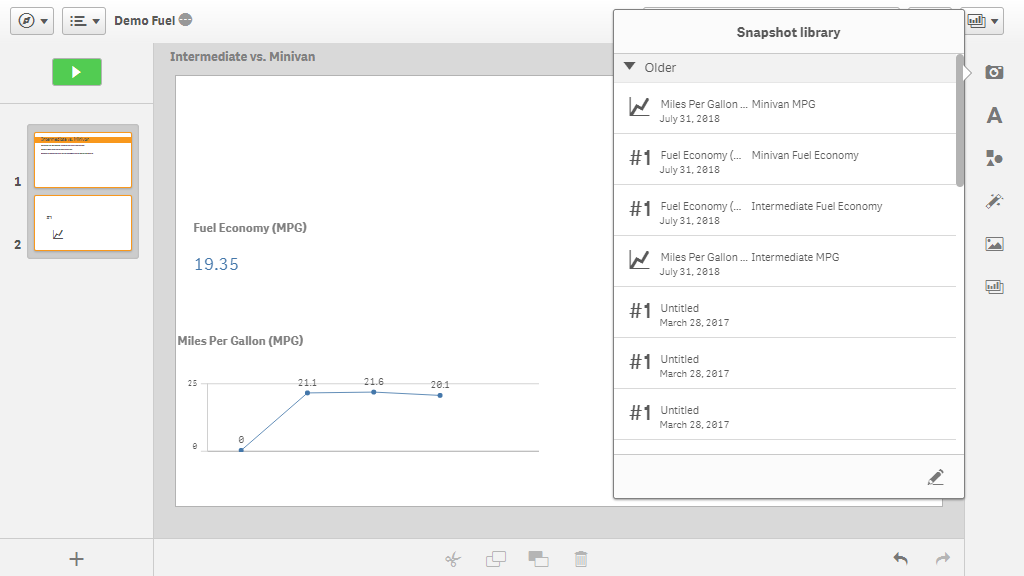 Demo Fuel
Intermediate vs. Minivan
1
2
Fuel Economy (MPG)
19.35
Miles Per Gallon (MPG)
25
0
0
21.1
21.6
20.1
Snapshot library
Older
Miles Per Gallon ... Minivan MPG
July 31, 2018
#1 Fuel Economy (... Minivan Fuel Economy
July 31, 2018
#1 Fuel Economy (... Intermediate Fuel Economy
July 31, 2018
Miles Per Gallon ... Intermediate MPG
July 31, 2018
#1 Untitled
March 28, 2017
#1 Untitled
March 28, 2017
#1 Untitled
March 28, 2017
A